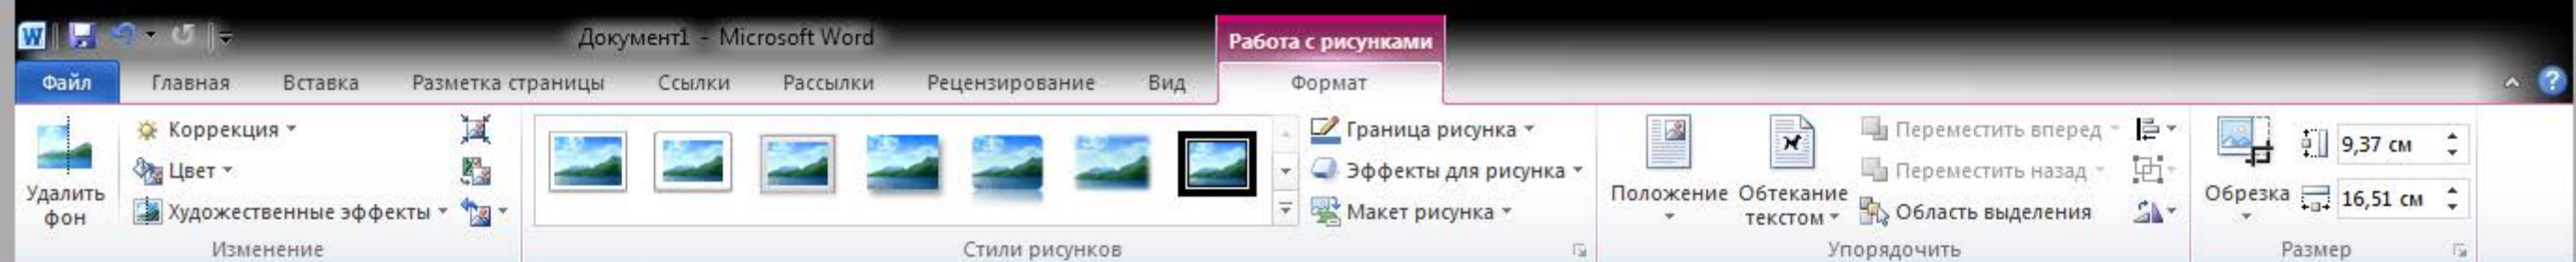 W
Документ1 - Microsoft Word
Работа с рисунками
Файл Главная Вставка Разметка страницы Ссылки Рассылки Рецензирование Вид Формат
?
Удалить
фон
Коррекция
Цвет
Художественные эффекты
Изменение
Стили рисунков
Граница рисунка
Эффекты для рисунка
Макет рисунка
Положение
Обтекание
текстом
Переместить вперед
Переместить назад
Область выделения
Упорядочить
Обрезка
9,37 см
16,51 см
Размер